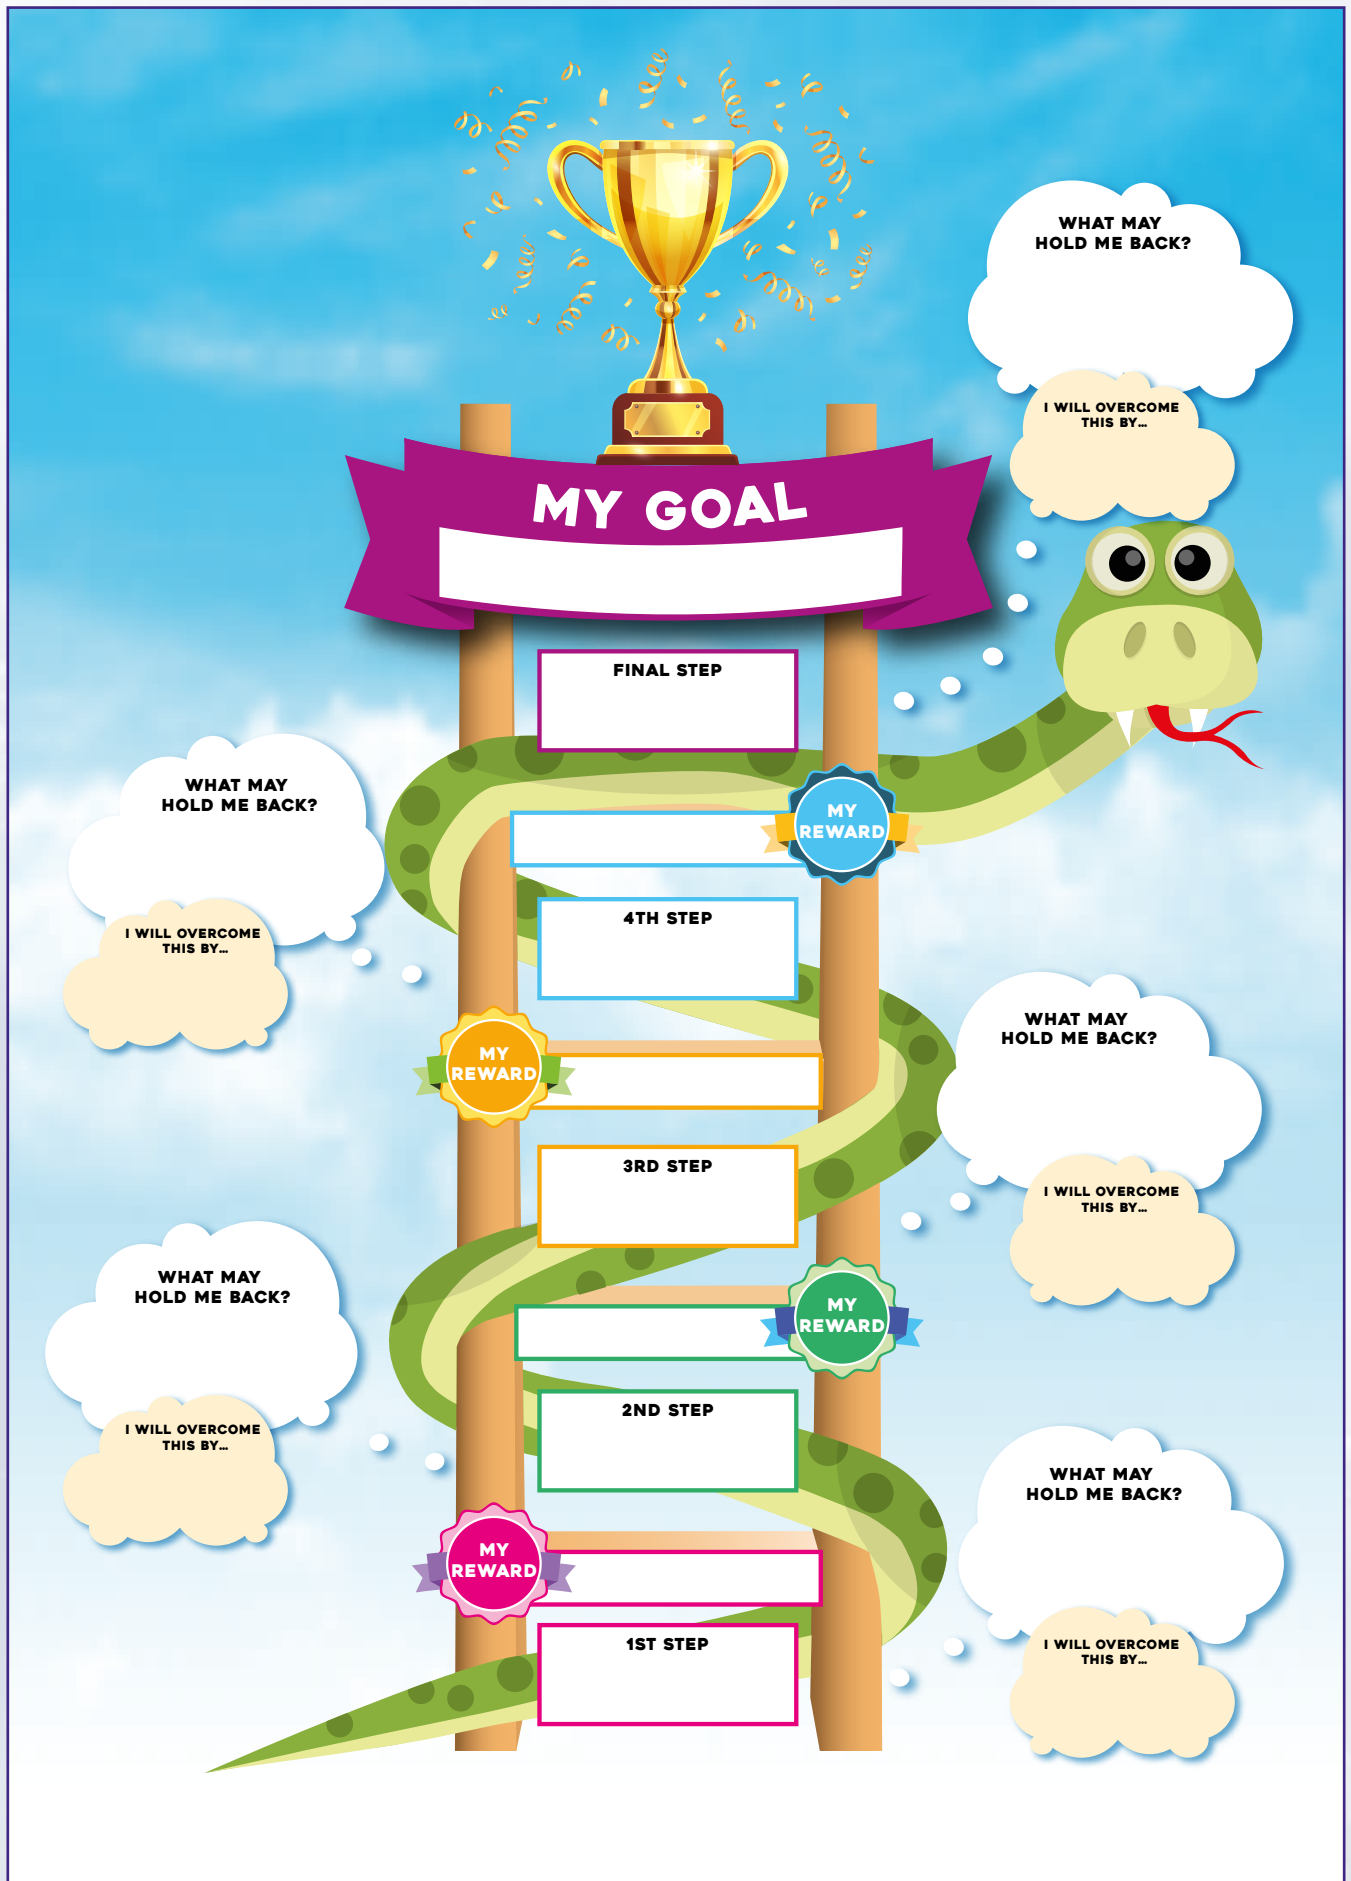 WHAT MAY
HOLD ME BACK?
I WILL OVERCOME
THIS BY...
MY GOAL
FINAL STEP
WHAT MAY
HOLD ME BACK?
MY
REWARD
I WILL OVERCOME
THIS BY...
4TH STEP
WHAT MAY
HOLD ME BACK?
MY
REWARD
3RD STEP
I WILL OVERCOME
THIS BY...
WHAT MAY
HOLD ME BACK?
MY
REWARD
I WILL OVERCOME
THIS BY...
2ND STEP
WHAT MAY
HOLD ME BACK?
MY
REWARD
1ST STEP
I WILL OVERCOME
THIS BY...